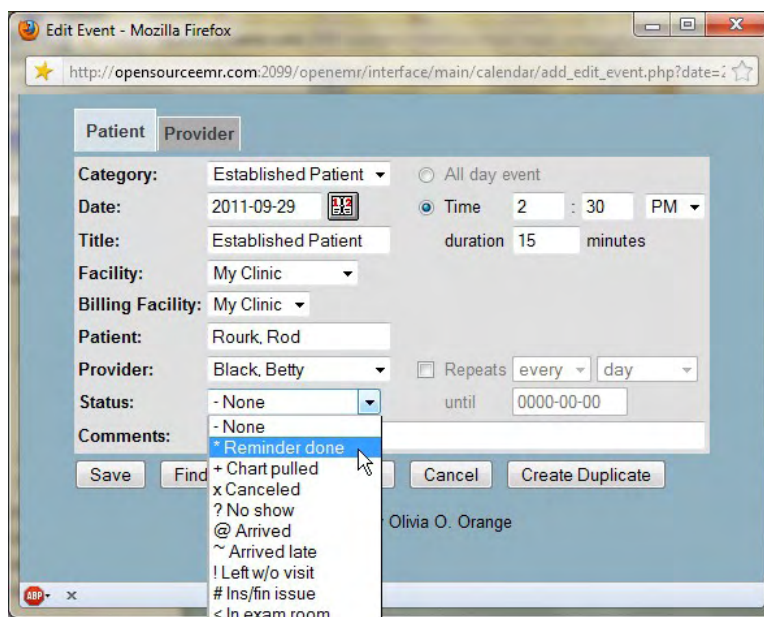 Edit Event - Mozilla Firefox
http://opensourceemr.com:2099/openemr/interface/main/calendar/add_edit_event.php?date=2
Patient Provider
Category: Established Patient All day event
Date: 2011-09-29 Time 2 : 30 PM
Title: Established Patient duration 15 minutes
Facility: My Clinic
Billing Facility: My Clinic
Patient: Rourk, Rod
Provider: Black, Betty Repeats every day
Status: - None until 0000-00-00
- None
Comments:
* Reminder done
+ Chart pulled
Save Find Cancel Create Duplicate
x Canceled
? No show
@ Arrived
Olivia O. Orange
~ Arrived late
! Left w/o visit
# Ins/fin issue
< In exam room
ABP x